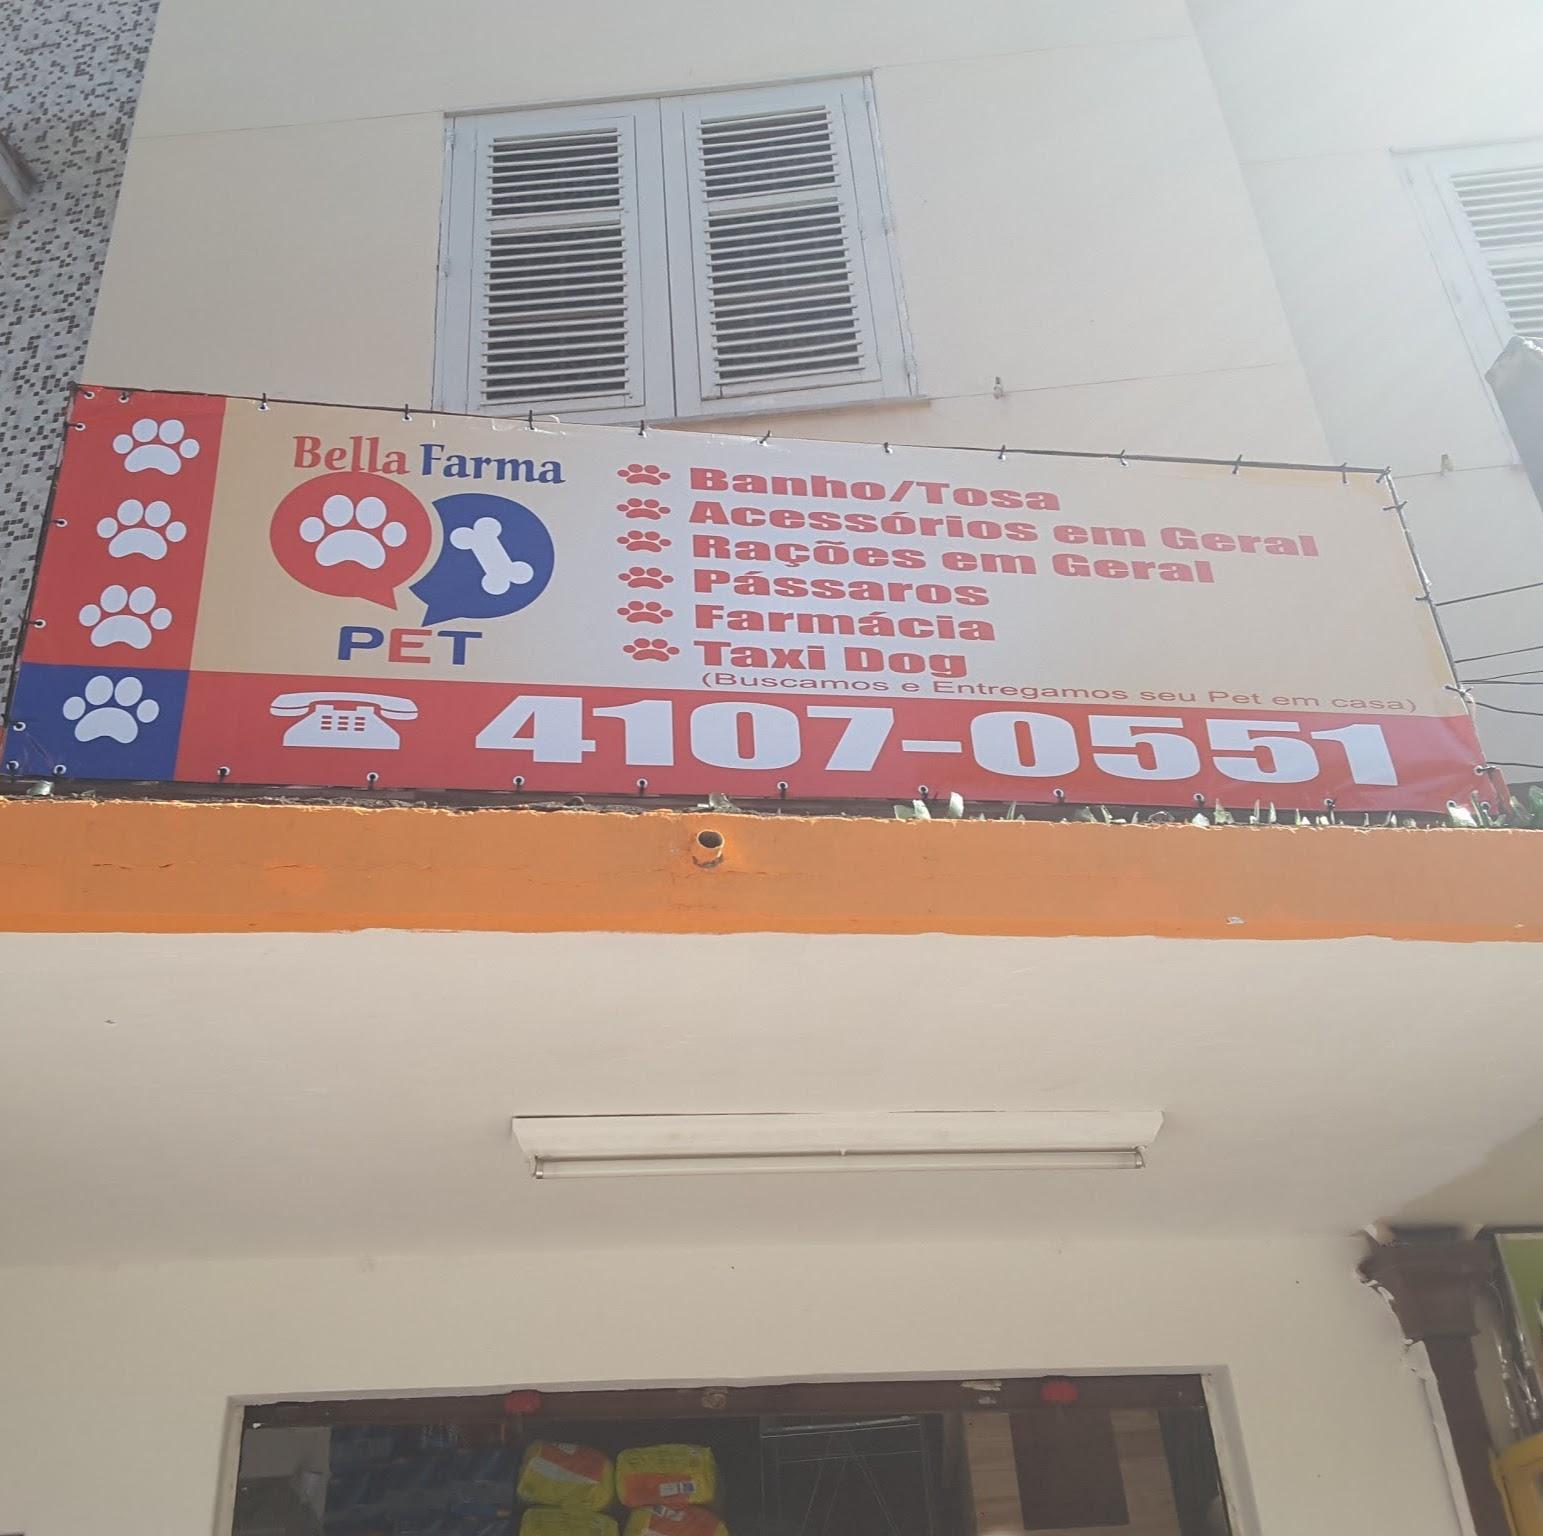 Bella Farma
PET
Banho/Tosa
Acessórios em Geral
Rações em Geral
Pássaros
Farmácia
Taxi Dog
(Buscamos e Entregamos seu Pet em casa)
4107-0551